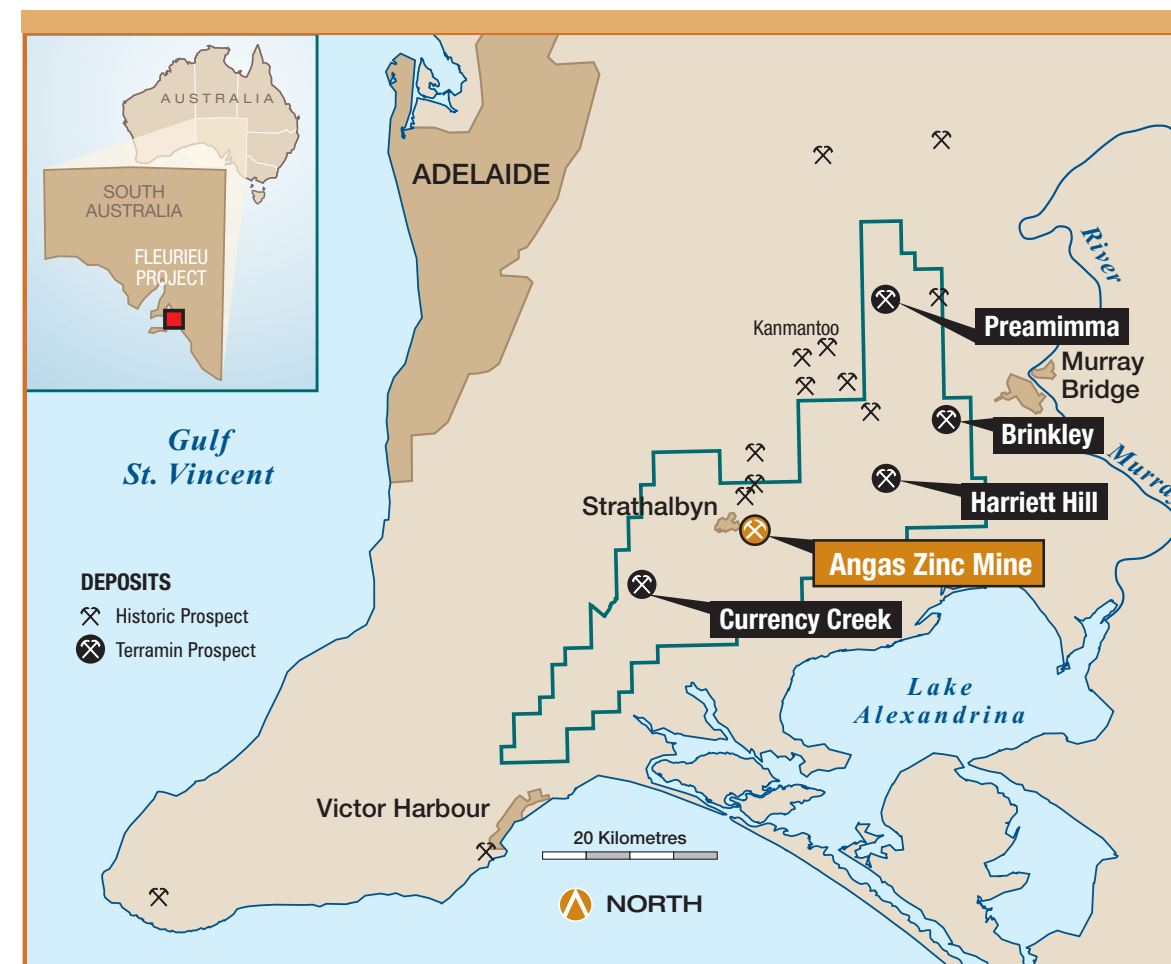 AUSTRALIA
SOUTH
AUSTRALIA
FLEURIEU
PROJECT
ADELAIDE
River
Preamimma
Kanmantoo
Murray
Bridge
Gulf
St. Vincent
Brinkley
Murray
Harriett Hill
Strathalbyn
Angas Zinc Mine
DEPOSITS
Historic Prospect
Terramin Prospect
Currency Creek
Lake
Alexandrina
Victor Harbour
20 Kilometres
NORTH